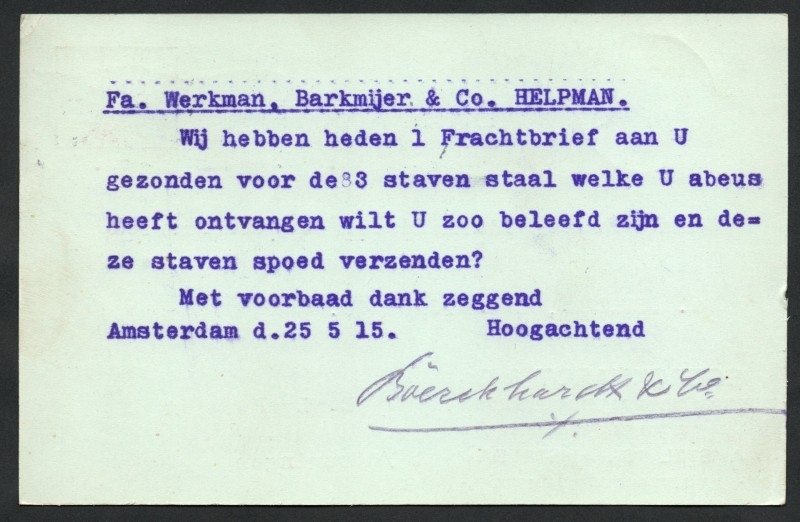 Fa. Werkman, Barkmijer & Co. HELPMAN.
Wij hebben heden 1 Frachtbrief aan U
gezonden voor de 33 staven staal welke U abeus
heeft ontvangen wilt U zoo beleefd zijn en de=
ze staven spoed verzenden?
Met voorbaad dank zeggend
Amsterdam d.25 5 15. Hoogachtend
& Co